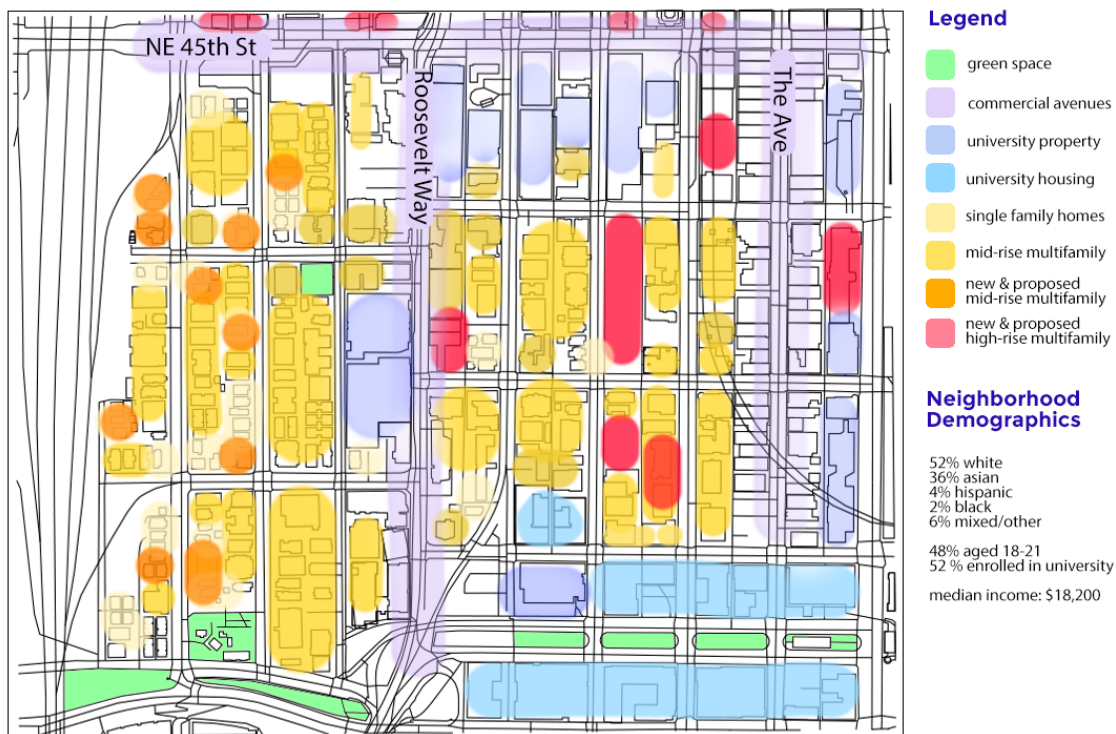 NE 45th St
Roosevelt Way
The Ave
Legend
green space
commercial avenues
university property
university housing
single family homes
mid-rise multifamily
new & proposed
mid-rise multifamily
new & proposed
high-rise multifamily
Neighborhood
Demographics
52% white
36% asian
4% hispanic
2% black
6% mixed/other
48% aged 18-21
52 % enrolled in university
median income: $18,200